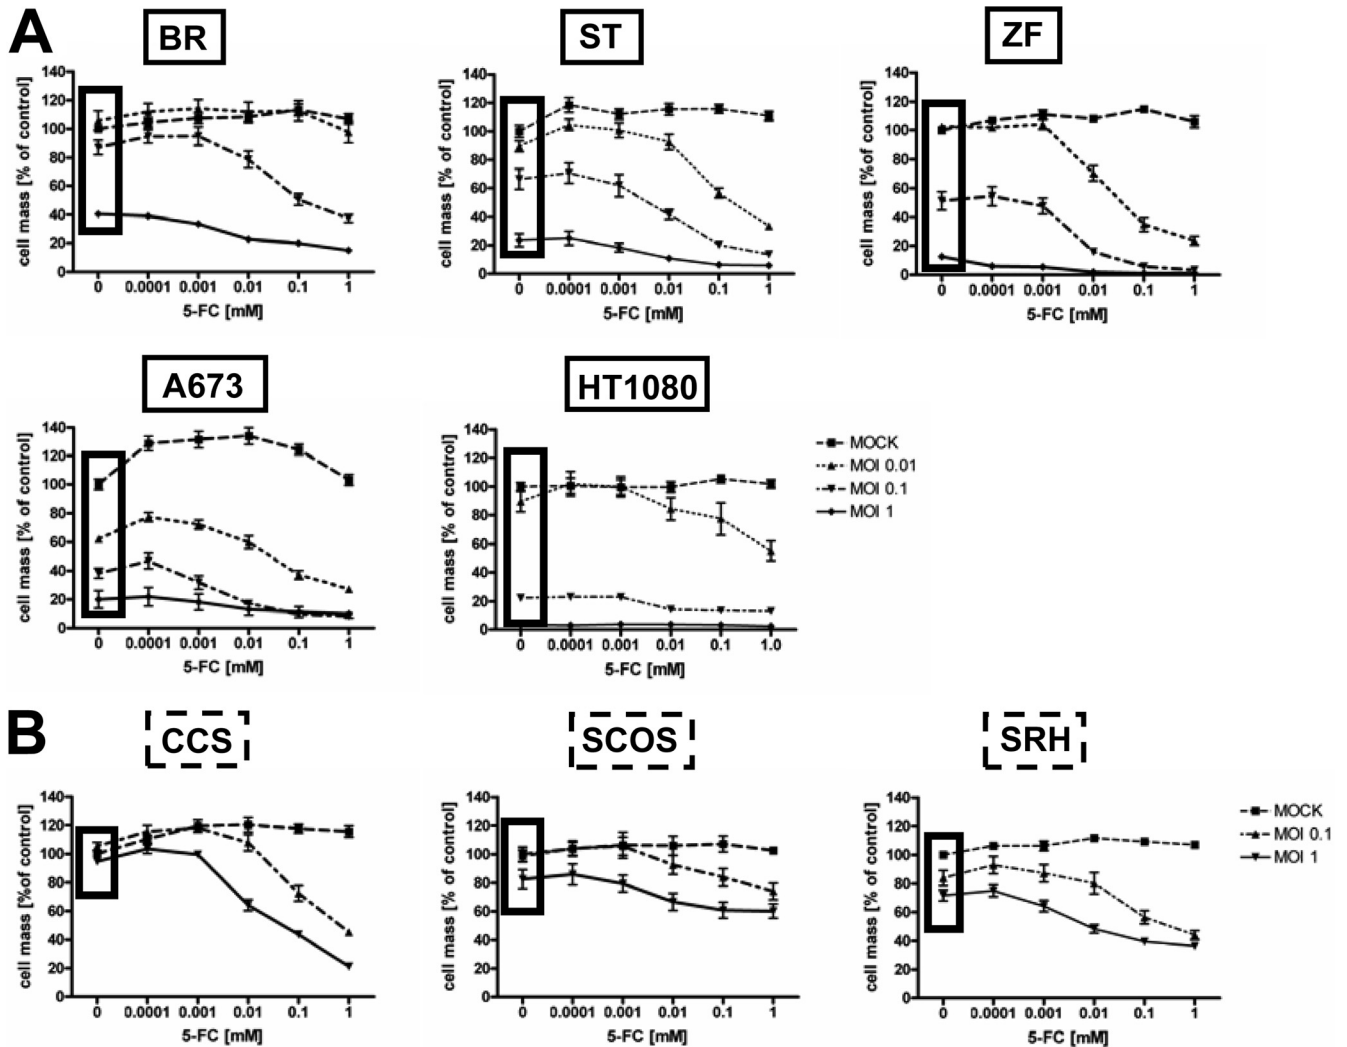 A
BR
ST
ZF
cell mass [% of control]
140
120
100
80
60
40
20
0
0 0.0001 0.001 0.01 0.1 1
5-FC [mM]
cell mass [% of control]
140
120
100
80
60
40
20
0
0 0.0001 0.001 0.01 0.1 1
5-FC [mM]
cell mass [%of control]
140
120
100
80
60
40
20
0
0 0.0001 0.001 0.01 0.1 1
5-FC [mM]
A673
HT1080
cell mass [% of control]
140
120
100
80
60
40
20
0
0 0.0001 0.001 0.01 0.1 1
5-FC [mM]
cell mass [% of control]
140
120
100
80
60
40
20
0
0 0.0001 0.001 0.01 0.1 1.0
5-FC [mM]
MOCK
MOI 0.01
MOI 0.1
MOI 1
B
CCS
SCOS
SRH
cell mass [%of control]
140
120
100
80
60
40
20
0
0 0.0001 0.001 0.01 0.1 1
5-FC [mM]
cell mass [% of control]
140
120
100
80
60
40
20
0
0 0.0001 0.001 0.01 0.1 1
5-FC [mM]
cell mass [% of control]
140
120
100
80
60
40
20
0
0 0.0001 0.001 0.01 0.1 1
5-FC [mM]
MOCK
MOI 0.1
MOI 1